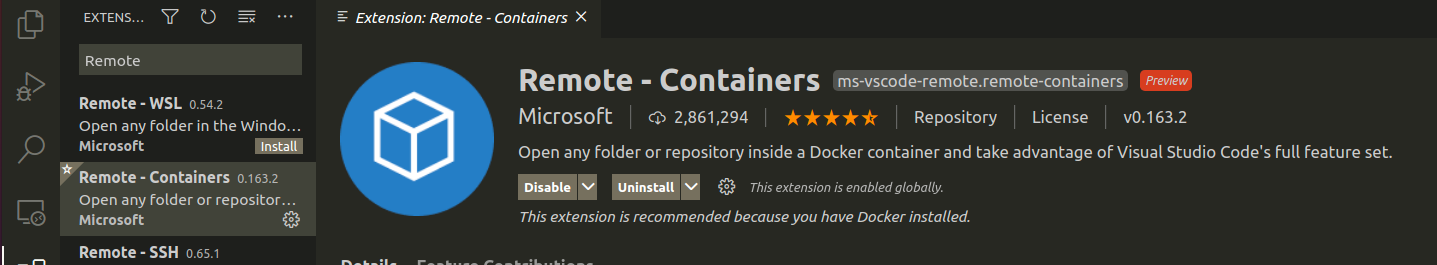 EXTENS...
Remote
Remote - WSL 0.54.2
Open any folder in the Windo...
Microsoft
Install
Remote - Containers 0.163.2
Open any folder or repositor...
Microsoft
Remote - SSH 0.65.1
Extension: Remote - Containers
Remote - Containers ms-vscode-remote.remote-containers Preview
Microsoft 2,861,294 Repository License v0.163.2
Open any folder or repository inside a Docker container and take advantage of Visual Studio Code's full feature set.
Disable Uninstall This extension is enabled globally.
This extension is recommended because you have Docker installed.
Details Feature Contributions